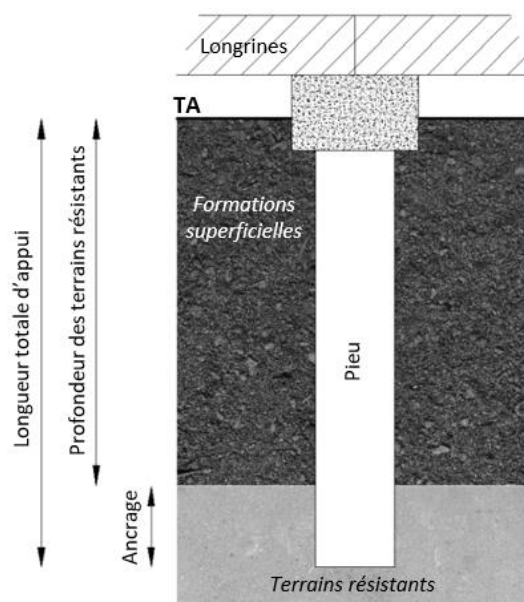 Longrines
TA
Formations
superficielles
Longueur totale d'appui
Profondeur des terrains résistants
Pieu
Ancrage
Terrains résistants